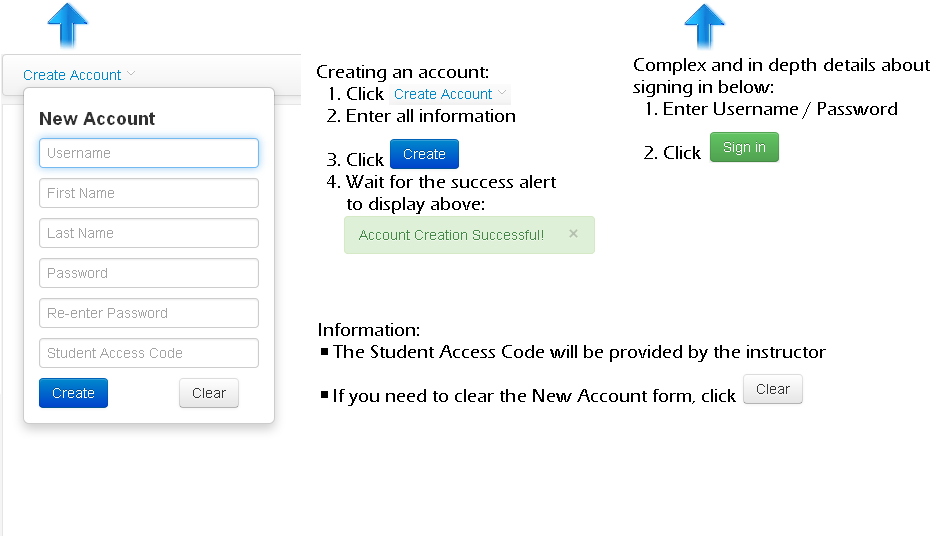 Create Account
New Account
Username
First Name
Last Name
Password
Re-enter Password
Student Access Code
Create Clear
Creating an account:
1. Click Create Account
2. Enter all information
3. Click Create
4. Wait for the success alert
to display above:
Account Creation Successful! ×
Complex and in depth details about
signing in below:
1. Enter Username / Password
2. Click Sign in
Information:
▪ The Student Access Code will be provided by the instructor
▪ If you need to clear the New Account form, click Clear